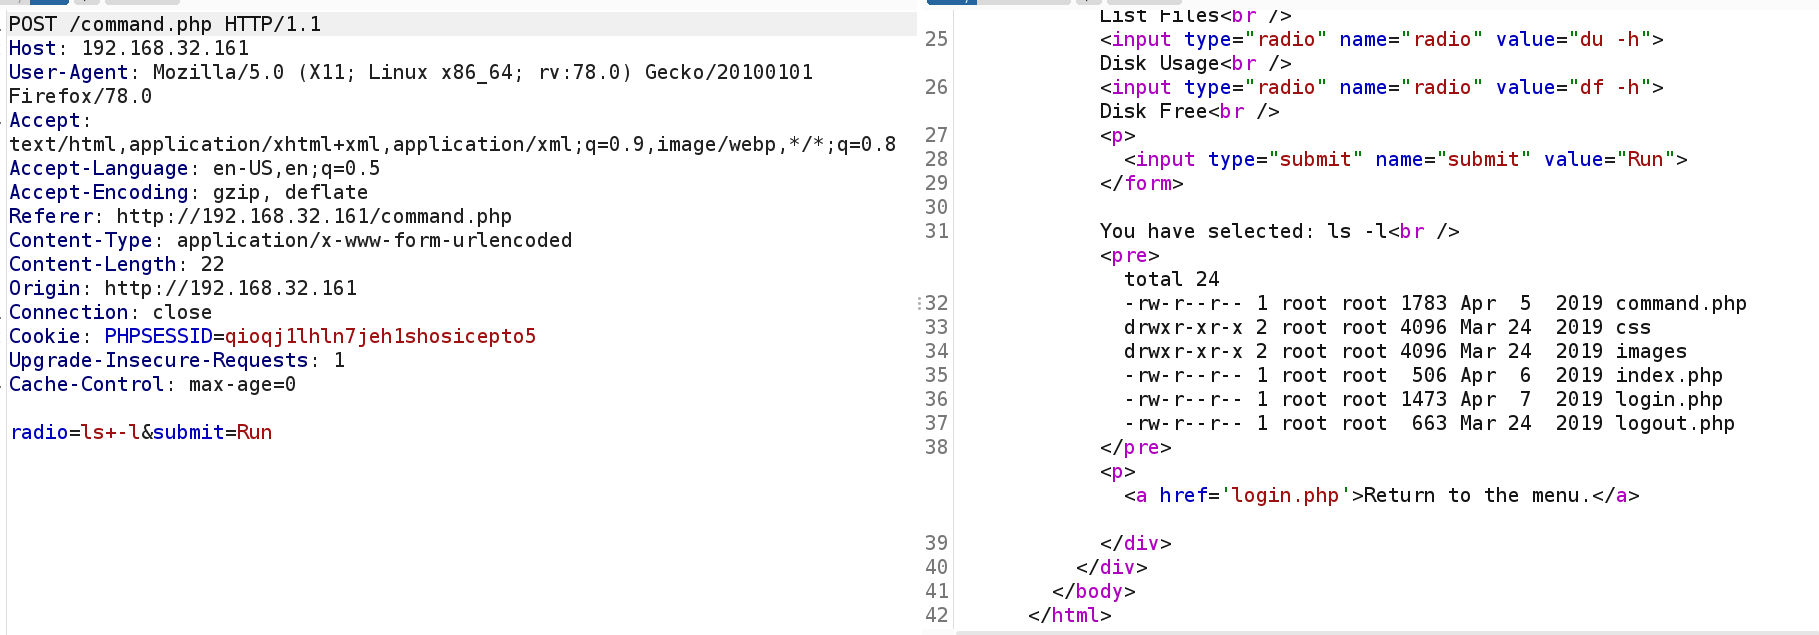 POST /command.php HTTP/1.1
Host: 192.168.32.161
User-Agent: Mozilla/5.0 (X11; Linux x86_64; rv:78.0) Gecko/20100101
Firefox/78.0
Accept:
text/html,application/xhtml+xml,application/xml;q=0.9,image/webp,*/*;q=0.8
Accept-Language: en-US,en;q=0.5
Accept-Encoding: gzip, deflate
Referer: http://192.168.32.161/command.php
Content-Type: application/x-www-form-urlencoded
Content-Length: 22
Origin: http://192.168.32.161
Connection: close
Cookie: PHPSESSID=qioqj1lhln7jeh1shosicepto5
Upgrade-Insecure-Requests: 1
Cache-Control: max-age=0
radio=ls+-l&submit=Run
List Files<br />
25 <input type="radio" name="radio" value="du -h">
Disk Usage<br />
26 <input type="radio" name="radio" value="df -h">
Disk Free<br />
27 <p>
28 <input type="submit" name="submit" value="Run">
29 </form>
30
31 You have selected: ls -l<br />
<pre>
total 24
32 -rw-r--r-- 1 root root 1783 Apr  5  2019 command.php
33 drwxr-xr-x 2 root root 4096 Mar 24  2019 css
34 drwxr-xr-x 2 root root 4096 Mar 24  2019 images
35 -rw-r--r-- 1 root root  506 Apr  6  2019 index.php
36 -rw-r--r-- 1 root root 1473 Apr  7  2019 login.php
37 -rw-r--r-- 1 root root  663 Mar 24  2019 logout.php
38 </pre>
<p>
<a href='login.php'>Return to the menu.</a>
39 </div>
40 </div>
41 </body>
42 </html>